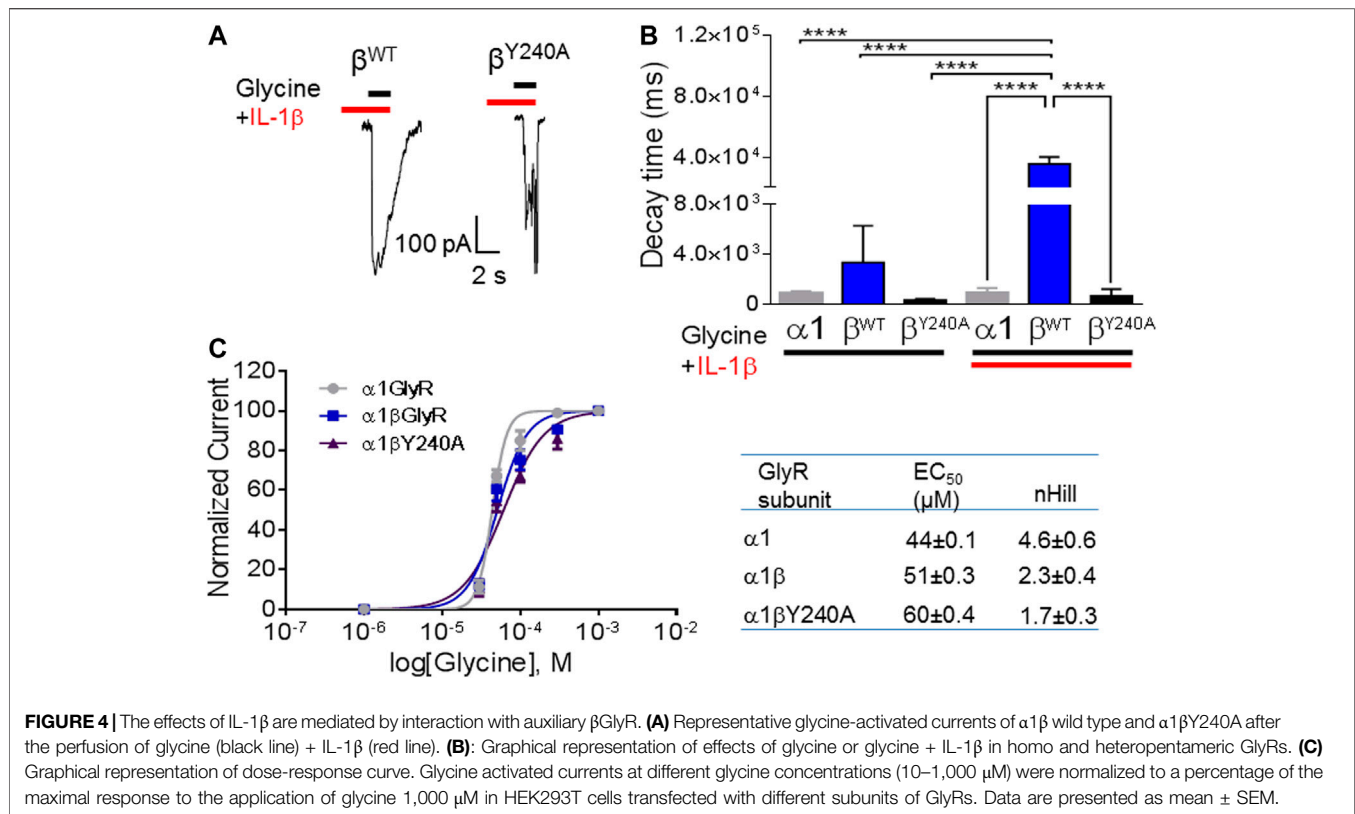 A
βWT
βY240A
Glycine
+IL-1β
100 pA
2 s
B
Decay time (ms)
1.2×10⁵
8.0×10⁴
4.0×10⁴
8.0×10³
4.0×10³
0
****
****
****
**** ****
α1 βWT βY240A α1 βWT βY240A
Glycine
+IL-1β
C
Normalized Current
120
100
80
60
40
20
0
α1GlyR
α1βGlyR
α1βY240A
10⁻⁷ 10⁻⁶ 10⁻⁵ 10⁻⁴ 10⁻³ 10⁻²
log[Glycine], M
GlyR subunit EC₅₀ (µM) nHill
α1 44±0.1 4.6±0.6
α1β 51±0.3 2.3±0.4
α1βY240A 60±0.4 1.7±0.3
FIGURE 4 | The effects of IL-1β are mediated by interaction with auxiliary βGlyR. (A) Representative glycine-activated currents of α1β wild type and α1βY240A after
the perfusion of glycine (black line) + IL-1β (red line). (B): Graphical representation of effects of glycine or glycine + IL-1β in homo and heteropentameric GlyRs. (C)
Graphical representation of dose-response curve. Glycine activated currents at different glycine concentrations (10–1,000 μM) were normalized to a percentage of the
maximal response to the application of glycine 1,000 μM in HEK293T cells transfected with different subunits of GlyRs. Data are presented as mean ± SEM.